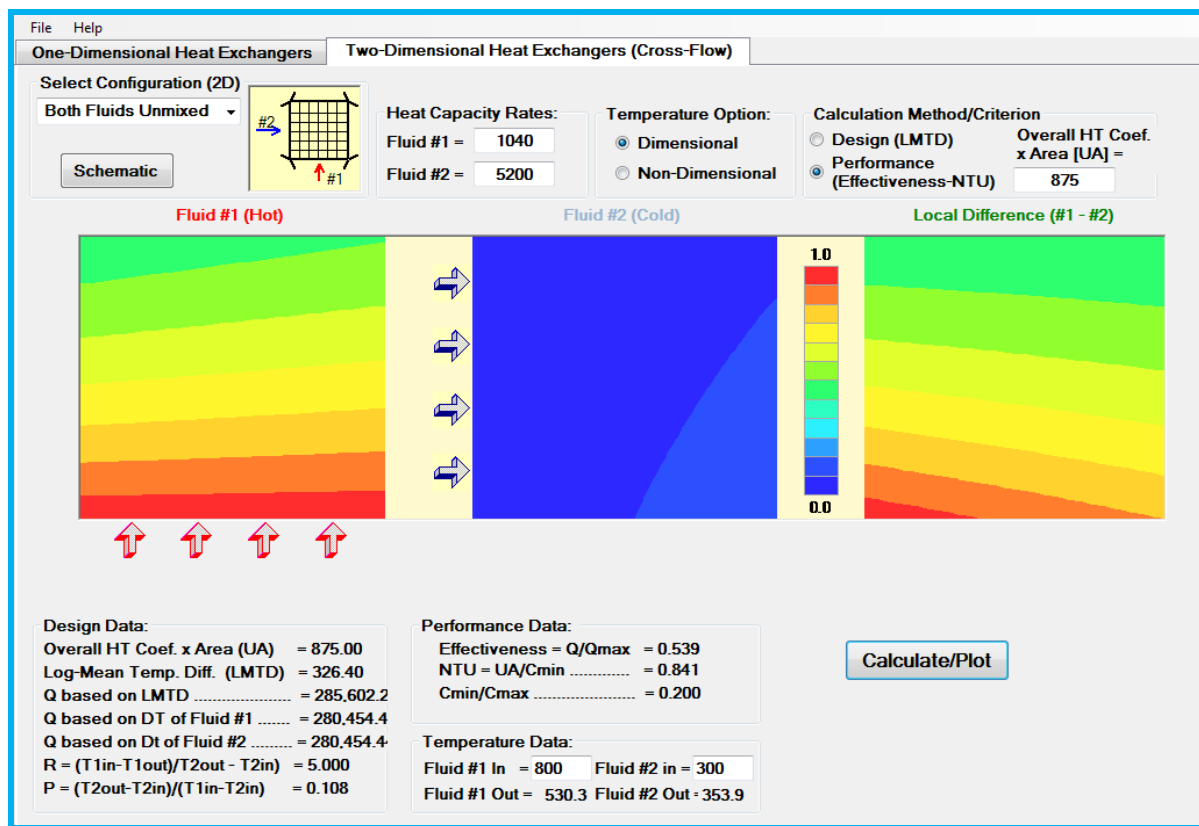 File Help
One-Dimensional Heat Exchangers Two-Dimensional Heat Exchangers (Cross-Flow)
Select Configuration (2D)
Both Fluids Unmixed
Schematic
#2
#1
Heat Capacity Rates:
Fluid #1 = 1040
Fluid #2 = 5200
Temperature Option:
Dimensional
Non-Dimensional
Calculation Method/Criterion
Design (LMTD)
Performance
(Effectiveness-NTU)
Overall HT Coef.
x Area [UA] =
875
Fluid #1 (Hot) Fluid #2 (Cold) Local Difference (#1 - #2)
1.0
0.0
Design Data:
Overall HT Coef. x Area (UA) = 875.00
Log-Mean Temp. Diff. (LMTD) = 326.40
Q based on LMTD ..................... = 285,602.2
Q based on DT of Fluid #1 ....... = 280,454.4
Q based on Dt of Fluid #2 ......... = 280,454.4
R = (T1in-T1out)/T2out - T2in) = 5.000
P = (T2out-T2in)/(T1in-T2in) = 0.108
Performance Data:
Effectiveness = Q/Qmax = 0.539
NTU = UA/Cmin ............. = 0.841
Cmin/Cmax ...................... = 0.200
Temperature Data:
Fluid #1 In = 800 Fluid #2 in = 300
Fluid #1 Out = 530.3 Fluid #2 Out = 353.9
Calculate/Plot